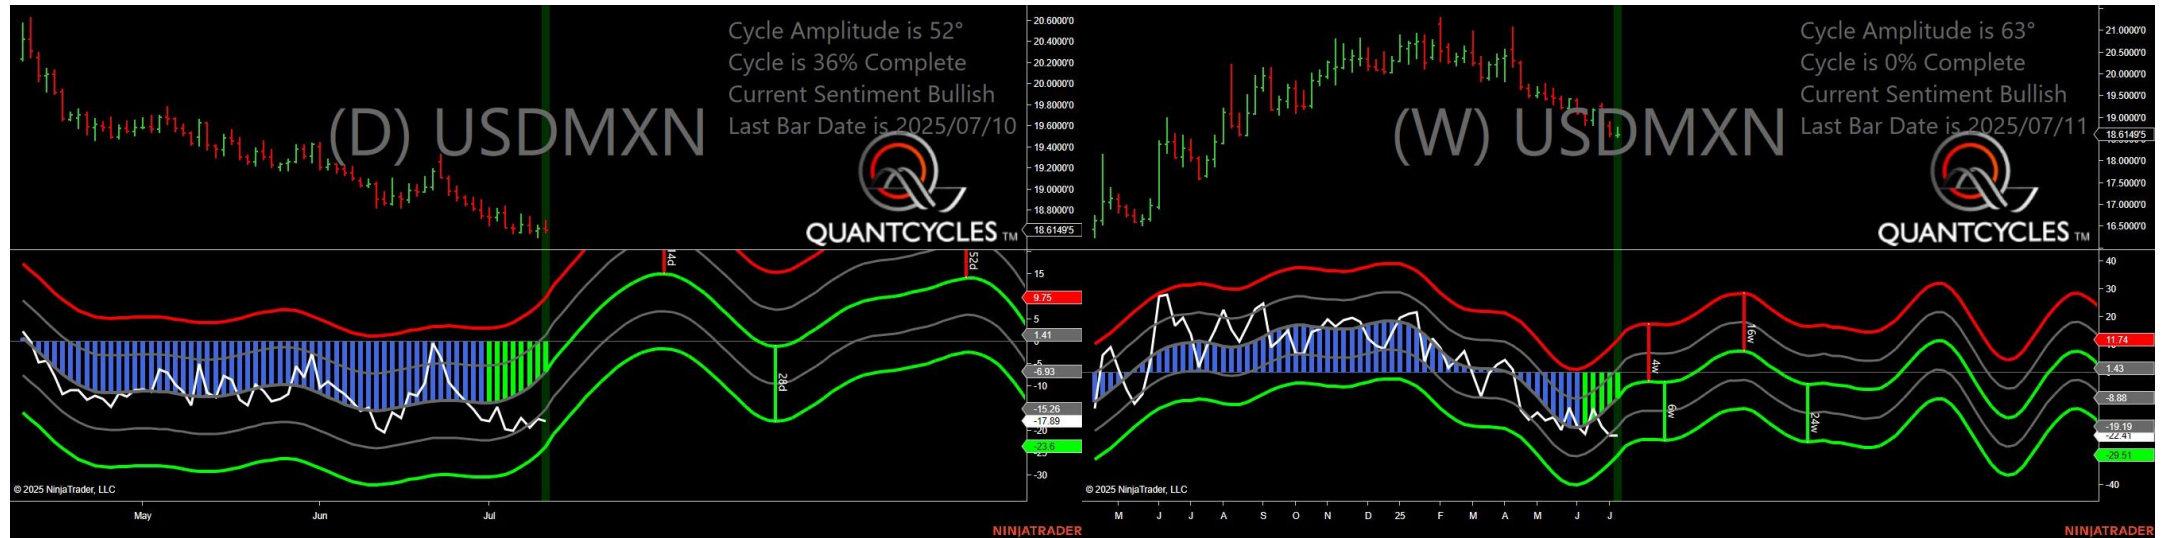 Cycle Amplitude is 52°
Cycle is 36% Complete
Current Sentiment Bullish
Last Bar Date is 2025/07/10
(D) USDMXN
QUANTCYCLES TM
20.6000'0
20.4000'0
20.2000'0
20.0000'0
19.8000'0
19.6000'0
19.4000'0
19.2000'0
19.0000'0
18.8000'0
18.6149'5
52d
28d
15
9.75
5
1.41
0
-5
-6.93
-10
-15.26
-17.89
-20
-23.6
-30
© 2025 NinjaTrader, LLC
May
Jun
Jul
NINJATRADER
Cycle Amplitude is 63°
Cycle is 0% Complete
Current Sentiment Bullish
Last Bar Date is 2025/07/11
(W) USDMXN
QUANTCYCLES TM
21.0000'0
20.5000'0
20.0000'0
19.5000'0
19.0000'0
18.6149'5
18.0000'0
17.5000'0
17.0000'0
16.5000'0
4w
6w
16w
24w
40
30
20
11.74
1.43
-8.88
-19.19
-22.41
-29.51
-40
© 2025 NinjaTrader, LLC
M
J
J
A
S
O
N
D
25
F
M
A
M
J
J
NINJATRADER